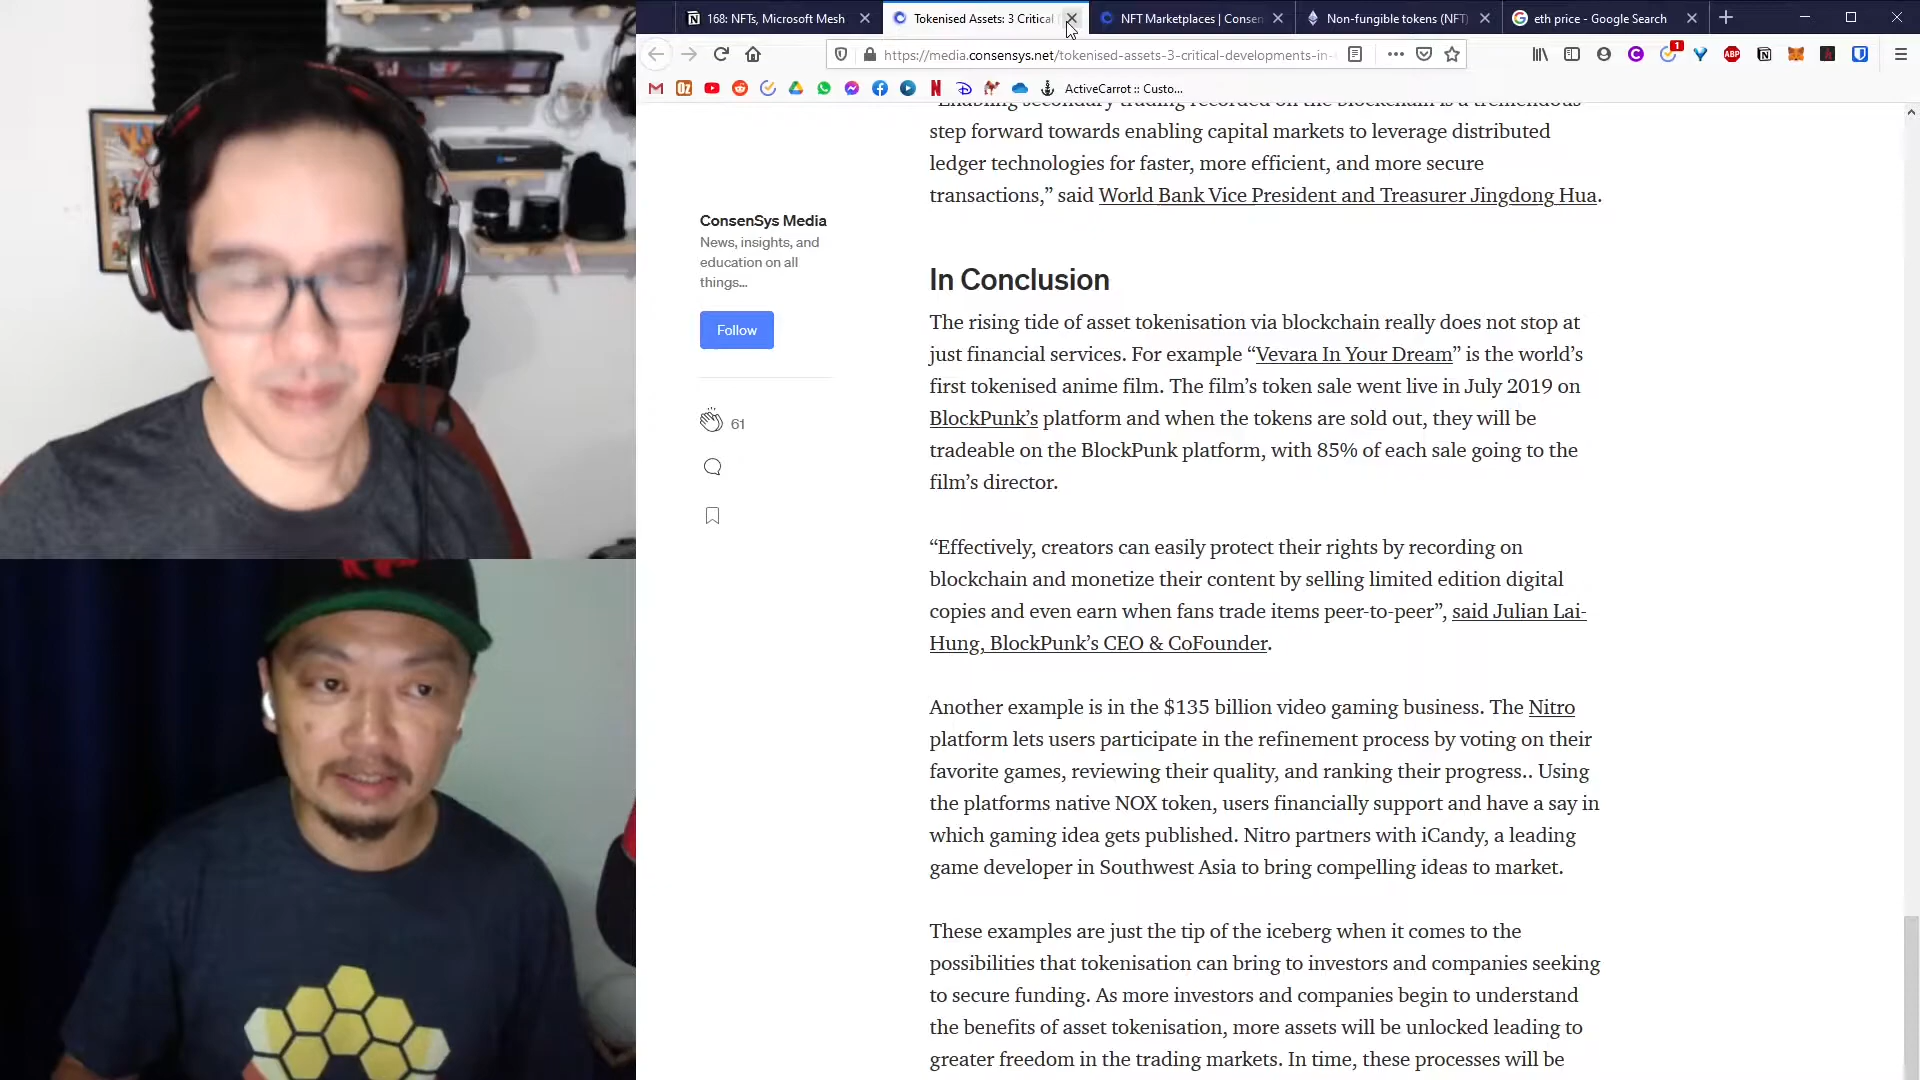 168: NFTs, Microsoft Mesh
Tokenised Assets: 3 Critical
NFT Marketplaces | Consen
Non-fungible tokens (NFT)
eth price - Google Search
https://media.consensys.net/tokenised-assets-3-critical-developments-in-
1
ABP
Oz
ActiveCarrot :: Custo...
“Enabling secondary trading recorded on the blockchain is a tremendous
step forward towards enabling capital markets to leverage distributed
ledger technologies for faster, more efficient, and more secure
transactions,” said World Bank Vice President and Treasurer Jingdong Hua.
ConsenSys Media
News, insights, and
education on all
things...
Follow
61
In Conclusion
The rising tide of asset tokenisation via blockchain really does not stop at
just financial services. For example “Vevara In Your Dream” is the world’s
first tokenised anime film. The film’s token sale went live in July 2019 on
BlockPunk’s platform and when the tokens are sold out, they will be
tradeable on the BlockPunk platform, with 85% of each sale going to the
film’s director.
“Effectively, creators can easily protect their rights by recording on
blockchain and monetize their content by selling limited edition digital
copies and even earn when fans trade items peer-to-peer”, said Julian Lai-
Hung, BlockPunk’s CEO & CoFounder.
Another example is in the $135 billion video gaming business. The Nitro
platform lets users participate in the refinement process by voting on their
favorite games, reviewing their quality, and ranking their progress.. Using
the platforms native NOX token, users financially support and have a say in
which gaming idea gets published. Nitro partners with iCandy, a leading
game developer in Southwest Asia to bring compelling ideas to market.
These examples are just the tip of the iceberg when it comes to the
possibilities that tokenisation can bring to investors and companies seeking
to secure funding. As more investors and companies begin to understand
the benefits of asset tokenisation, more assets will be unlocked leading to
greater freedom in the trading markets. In time, these processes will be